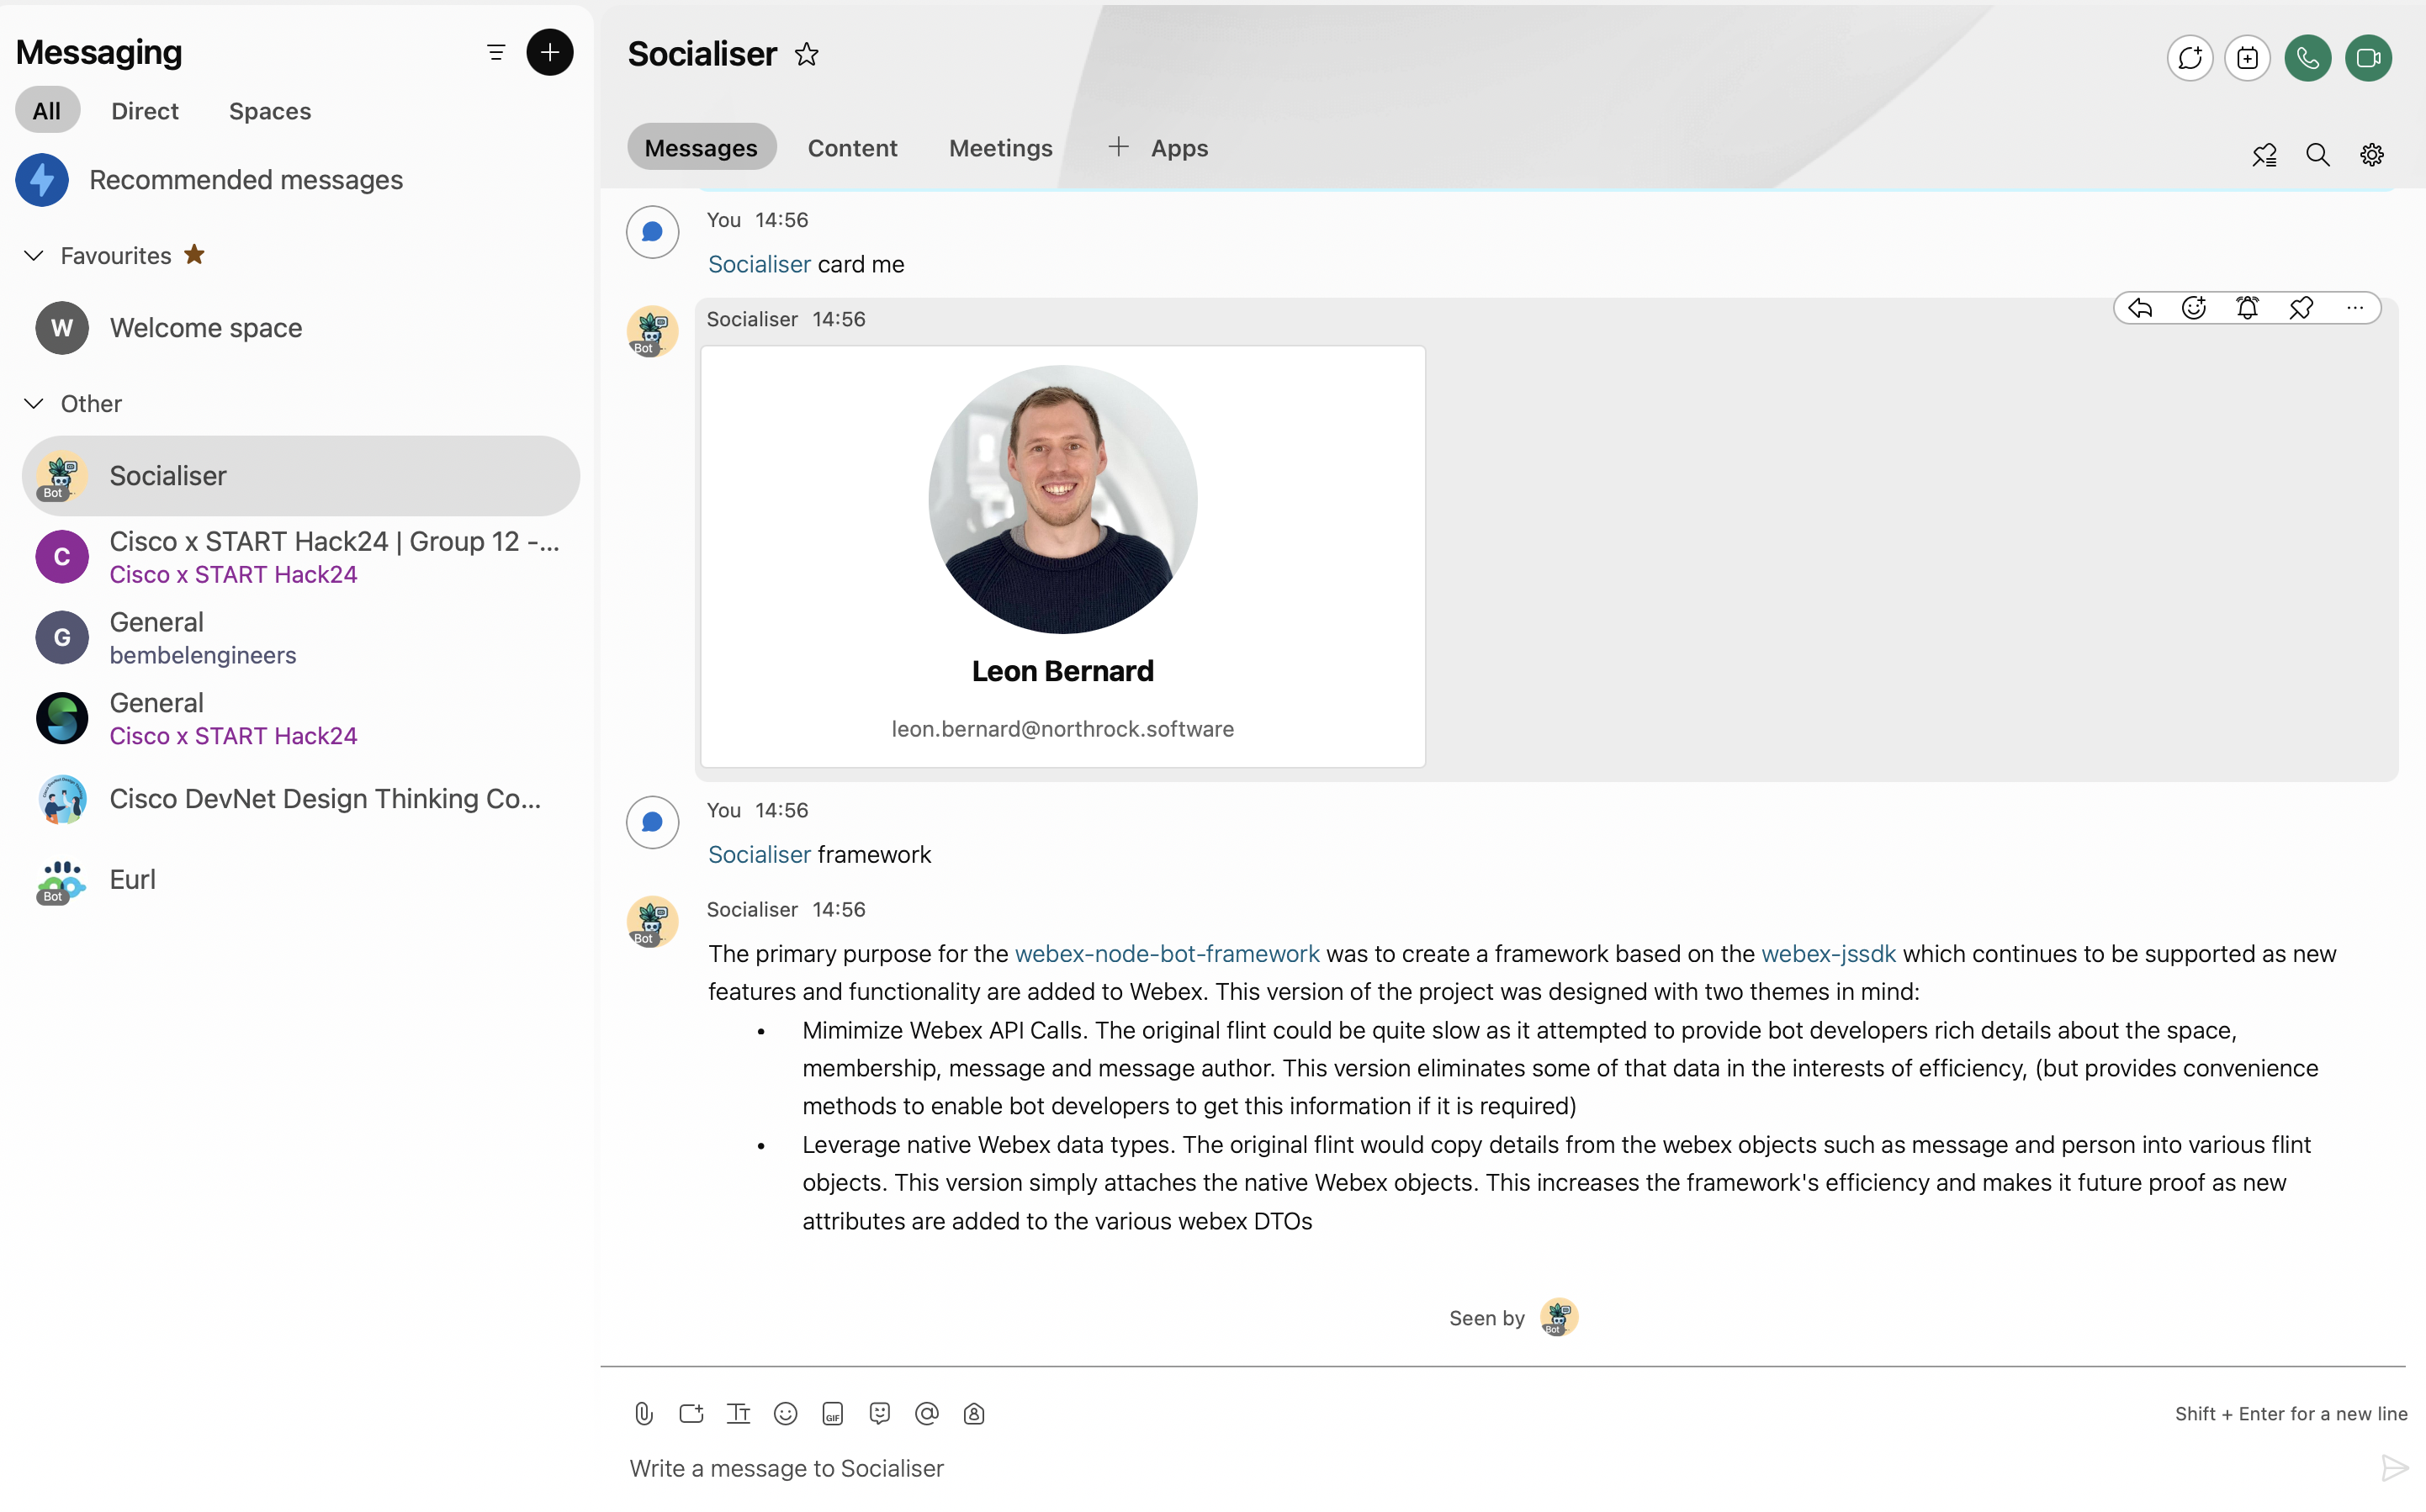 Messaging
All Direct Spaces
Recommended messages
Favourites
W Welcome space
Other
Bot Socialiser
C Cisco x START Hack24 | Group 12 -...
Cisco x START Hack24
G General
bembelengineers
General
Cisco x START Hack24
Cisco DevNet Design Thinking Co...
Bot Eurl
Socialiser
Messages Content Meetings Apps
You 14:56
Socialiser card me
Bot Socialiser 14:56
Leon Bernard
leon.bernard@northrock.software
You 14:56
Socialiser framework
Bot Socialiser 14:56
The primary purpose for the webex-node-bot-framework was to create a framework based on the webex-jssdk which continues to be supported as new
features and functionality are added to Webex. This version of the project was designed with two themes in mind:
• Mimimize Webex API Calls. The original flint could be quite slow as it attempted to provide bot developers rich details about the space,
membership, message and message author. This version eliminates some of that data in the interests of efficiency, (but provides convenience
methods to enable bot developers to get this information if it is required)
• Leverage native Webex data types. The original flint would copy details from the webex objects such as message and person into various flint
objects. This version simply attaches the native Webex objects. This increases the framework's efficiency and makes it future proof as new
attributes are added to the various webex DTOs
Seen by Bot
GIF
Shift + Enter for a new line
Write a message to Socialiser